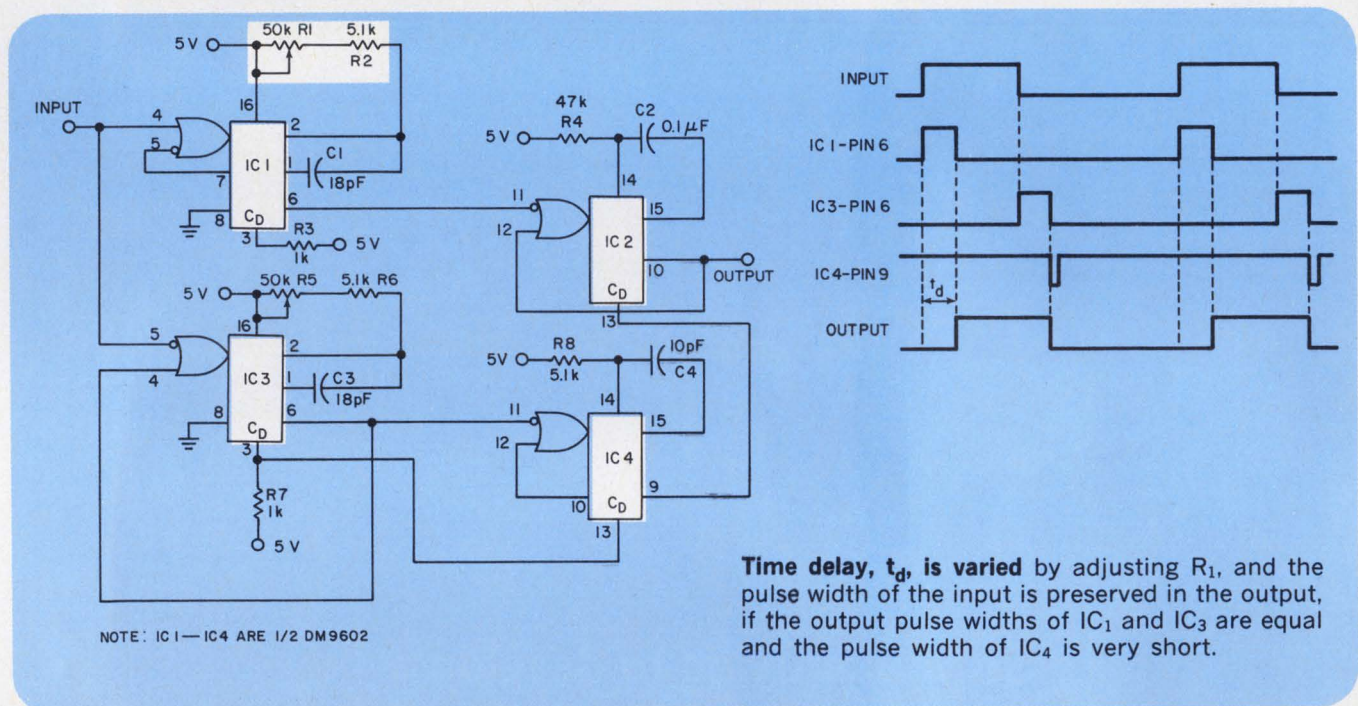 50k R1
5.1k
5 V
R2
16
INPUT
4
5
7
2
IC 1
1
C1
18pF
6
8
C_D
3
R3
1k
5 V
47k
R4
5 V
C2
0.1 μF
14
11
12
15
IC 2
10
OUTPUT
C_D
13
5V
50k R5
5.1k R6
16
5
4
2
IC 3
1
C3
18pF
6
8
C_D
3
R7
1k
5 V
R8
5V
5.1k
10pF
C4
14
11
12
15
IC 4
9
10
C_D
13
NOTE: IC 1—IC4 ARE 1/2 DM9602
INPUT
IC 1-PIN 6
IC3-PIN 6
IC4-PIN 9
t_d
OUTPUT
Time delay, t_d, is varied by adjusting R₁, and the
pulse width of the input is preserved in the output,
if the output pulse widths of IC₁ and IC₃ are equal
and the pulse width of IC₄ is very short.